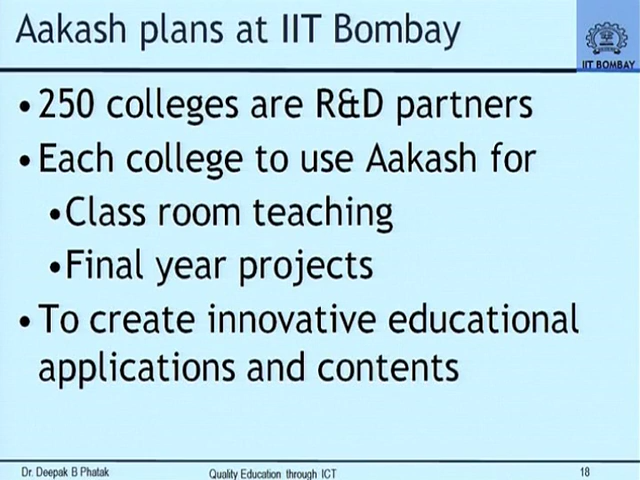 Aakash plans at IIT Bombay
IIT BOMBAY
•250 colleges are R&D partners
•Each college to use Aakash for
•Class room teaching
•Final year projects
•To create innovative educational
applications and contents
Dr. Deepak B Phatak
Quality Education through ICT
18